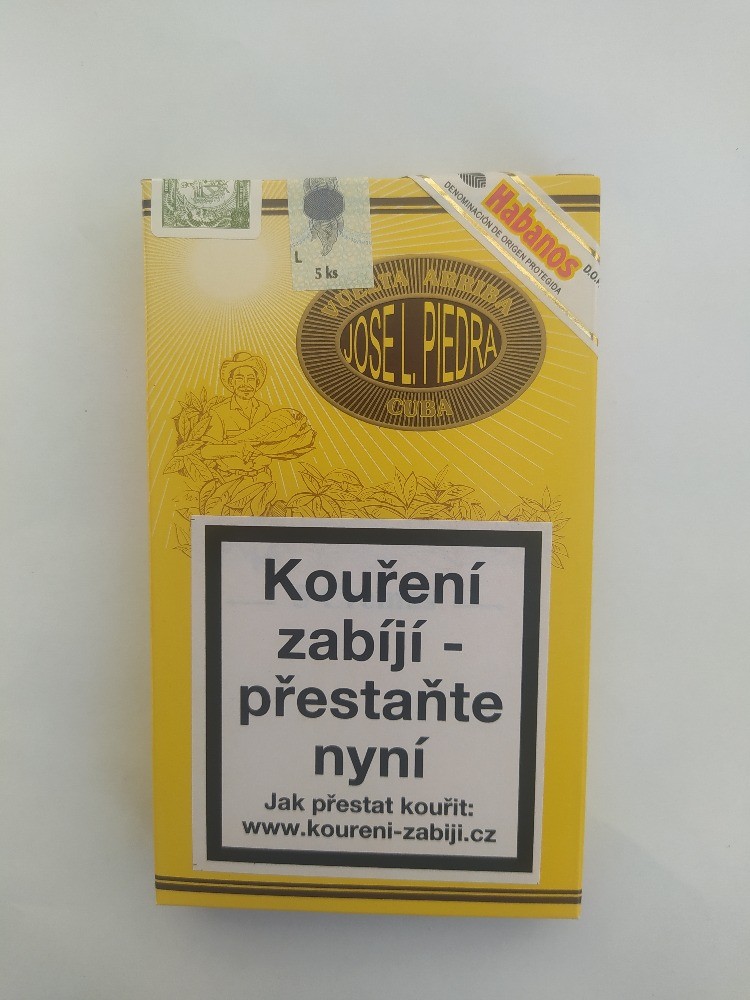 L
5 ks
Habanos
DENOMINACIÓN DE ORIGEN PROTEGIDA
D.O.
VUELTA ARRIBA
JOSE L. PIEDRA
CUBA
Kouření
zabíjí -
přestaňte
nyní
Jak přestat kouřit:
www.koureni-zabiji.cz